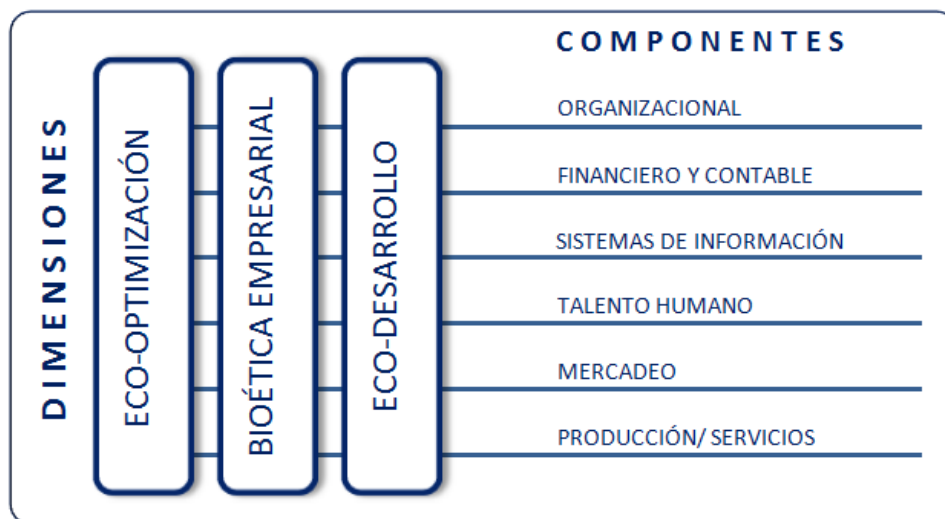 COMPONENTES
DIMENSIONES
ECO-OPTIMIZACIÓN
BIOÉTICA EMPRESARIAL
ECO-DESARROLLO
ORGANIZACIONAL
FINANCIERO Y CONTABLE
SISTEMAS DE INFORMACIÓN
TALENTO HUMANO
MERCADEO
PRODUCCIÓN/ SERVICIOS